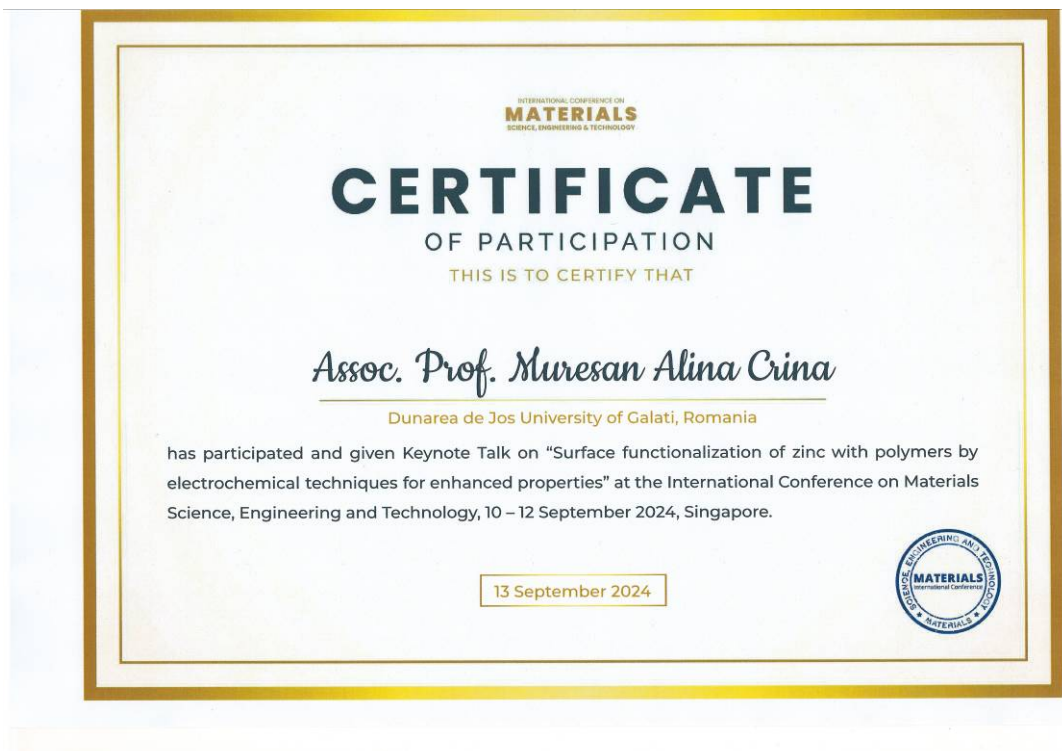 INTERNATIONAL CONFERENCE ON
MATERIALS
SCIENCE, ENGINEERING & TECHNOLOGY
CERTIFICATE
OF PARTICIPATION
THIS IS TO CERTIFY THAT
Assoc. Prof. Muresan Alina Crina
Dunarea de Jos University of Galati, Romania
has participated and given Keynote Talk on “Surface functionalization of zinc with polymers by
electrochemical techniques for enhanced properties” at the International Conference on Materials
Science, Engineering and Technology, 10 – 12 September 2024, Singapore.
13 September 2024
SCIENCE, ENGINEERING AND TECHNOLOGY
MATERIALS
International Conference
MATERIALS